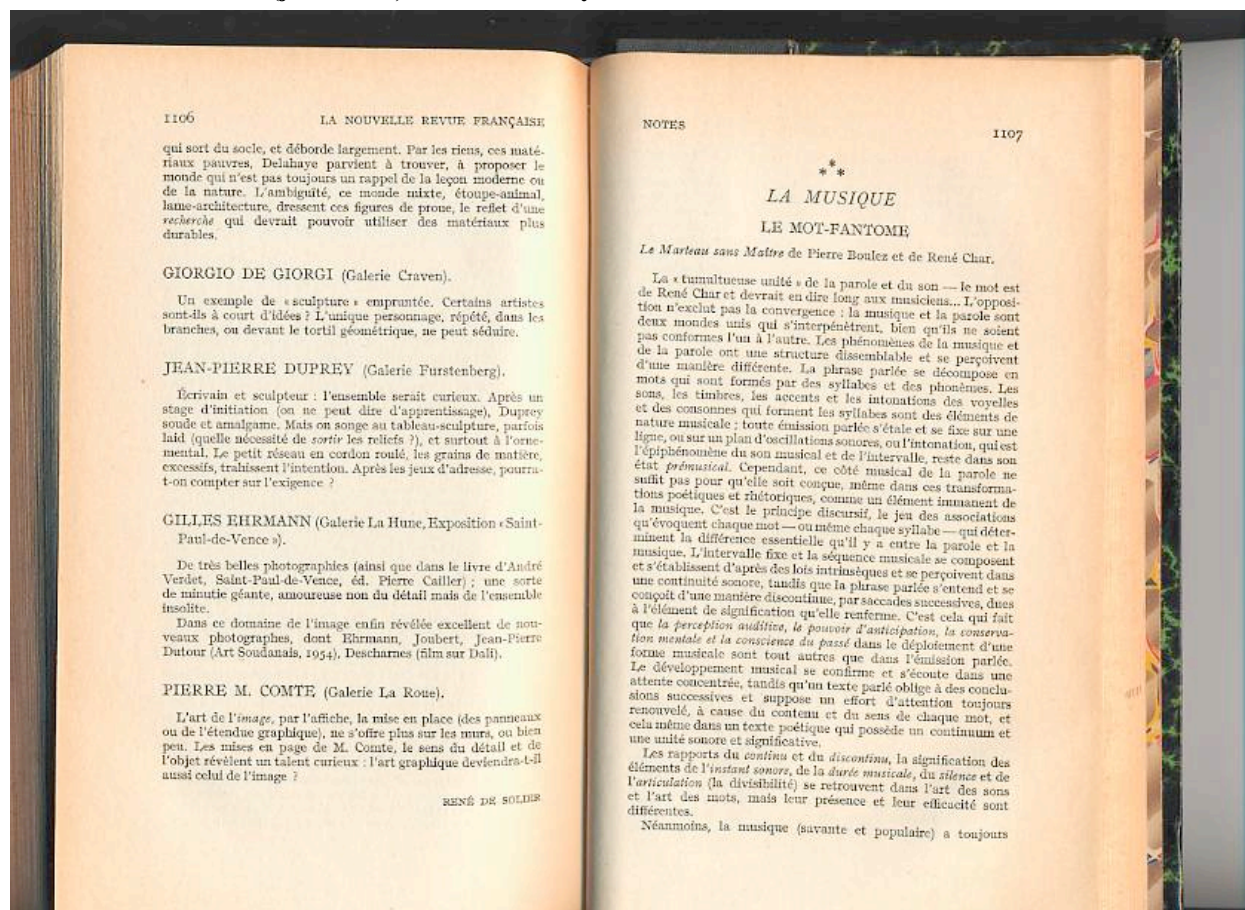 1106
LA NOUVELLE REVUE FRANÇAISE
qui sort du socle, et déborde largement. Par les riens, ces maté-
riaux pauvres, Delahaye parvient à trouver, à proposer le
monde qui n'est pas toujours un rappel de la leçon moderne ou
de la nature. L'ambiguïté, ce monde mixte, étoupe-animal,
lame-architecture, dressent ces figures de proue, le reflet d'une
recherche qui devrait pouvoir utiliser des matériaux plus
durables.
GIORGIO DE GIORGI (Galerie Craven).
Un exemple de « sculpture » empruntée. Certains artistes
sont-ils à court d'idées ? L'unique personnage, répété, dans les
branches, ou devant le tortil géométrique, ne peut séduire.
JEAN-PIERRE DUPREY (Galerie Furstenberg).
Écrivain et sculpteur : l'ensemble serait curieux. Après un
stage d'initiation (on ne peut dire d'apprentissage), Duprey
soude et amalgame. Mais on songe au tableau-sculpture, parfois
laid (quelle nécessité de sortir les reliefs ?), et surtout à l'orne-
mental. Le petit réseau en cordon roulé, les grains de matière,
excessifs, trahissent l'intention. Après les jeux d'adresse, pourra-
t-on compter sur l'exigence ?
GILLES EHRMANN (Galerie La Hune, Exposition « Saint-
Paul-de-Vence »).
De très belles photographies (ainsi que dans le livre d'André
Verdet, Saint-Paul-de-Vence, éd. Pierre Cailler) ; une sorte
de minutie géante, amoureuse non du détail mais de l'ensemble
insolite.
Dans ce domaine de l'image enfin révélée excellent de nou-
veaux photographes, dont Ehrmann, Joubert, Jean-Pierre
Dutour (Art Soudanais, 1954), Descharnes (film sur Dali).
PIERRE M. COMTE (Galerie La Roue).
L'art de l'image, par l'affiche, la mise en place (des panneaux
ou de l'étendue graphique), ne s'offre plus sur les murs, ou bien
peu. Les mises en page de M. Comte, le sens du détail et de
l'objet révèlent un talent curieux : l'art graphique deviendra-t-il
aussi celui de l'image ?
RENÉ DE SOLIER
NOTES
1107
***
LA MUSIQUE
LE MOT-FANTOME
Le Marteau sans Maître de Pierre Boulez et de René Char.
La « tumultueuse unité » de la parole et du son — le mot est
de René Char et devrait en dire long aux musiciens... L'opposi-
tion n'exclut pas la convergence : la musique et la parole sont
deux mondes unis qui s'interpénètrent, bien qu'ils ne soient
pas conformes l'un à l'autre. Les phénomènes de la musique et
de la parole ont une structure dissemblable et se perçoivent
d'une manière différente. La phrase parlée se décompose en
mots qui sont formés par des syllabes et des phonèmes. Les
sons, les timbres, les accents et les intonations des voyelles
et des consonnes qui forment les syllabes sont des éléments de
nature musicale ; toute émission parlée s'étale et se fixe sur une
ligne, ou sur un plan d'oscillations sonores, ou l'intonation, qui est
l'épiphénomène du son musical et de l'intervalle, reste dans son
état prémusical. Cependant, ce côté musical de la parole ne
suffit pas pour qu'elle soit conçue, même dans ces transforma-
tions poétiques et rhétoriques, comme un élément immanent de
la musique. C'est le principe discursif, le jeu des associations
qu'évoquent chaque mot — ou même chaque syllabe — qui déter-
minent la différence essentielle qu'il y a entre la parole et la
musique. L'intervalle fixe et la séquence musicale se composent
et s'établissent d'après des lois intrinsèques et se perçoivent dans
une continuité sonore, tandis que la phrase parlée s'entend et se
conçoit d'une manière discontinue, par saccades successives, dues
à l'élément de signification qu'elle renferme. C'est cela qui fait
que la perception auditive, le pouvoir d'anticipation, la conserva-
tion mentale et la conscience du passé dans le déploiement d'une
forme musicale sont tout autres que dans l'émission parlée.
Le développement musical se confirme et s'écoute dans une
attente concentrée, tandis qu'un texte parlé oblige à des conclu-
sions successives et suppose un effort d'attention toujours
renouvelé, à cause du contenu et du sens de chaque mot, et
cela même dans un texte poétique qui possède un continuum et
une unité sonore et significative.
Les rapports du continu et du discontinu, la signification des
éléments de l'instant sonore, de la durée musicale, du silence et de
l'articulation (la divisibilité) se retrouvent dans l'art des sons
et l'art des mots, mais leur présence et leur efficacité sont
différentes.
Néanmoins, la musique (savante et populaire) a toujours